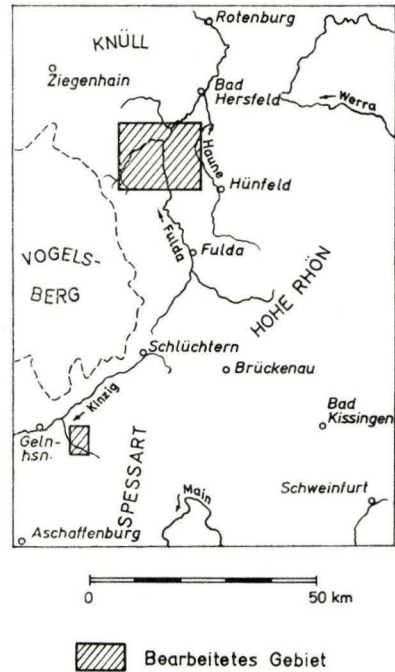 Rotenburg
KNÜLL
Ziegenhain
Bad
Hersfeld
Werra
Haune
Hünfeld
Fulda
Fulda
VOGELS-
BERG
HOHE RHÖN
Schlüchtern
Brückenau
Kinzig
Bad
Kissingen
Geln-
hsn.
SPESSART
Main
Schweinfurt
Aschaffenburg
0 50 km
Bearbeitetes Gebiet